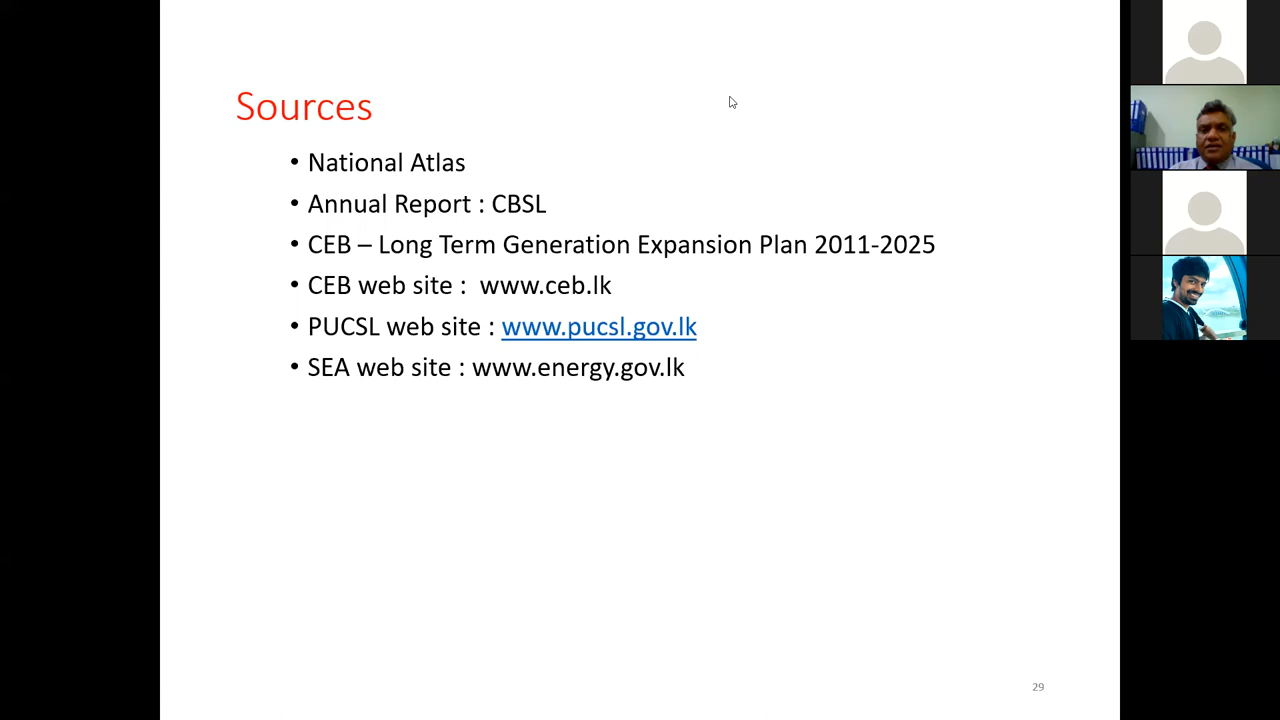 Sources
• National Atlas
• Annual Report : CBSL
• CEB – Long Term Generation Expansion Plan 2011-2025
• CEB web site :  www.ceb.lk
• PUCSL web site : www.pucsl.gov.lk
• SEA web site : www.energy.gov.lk
29